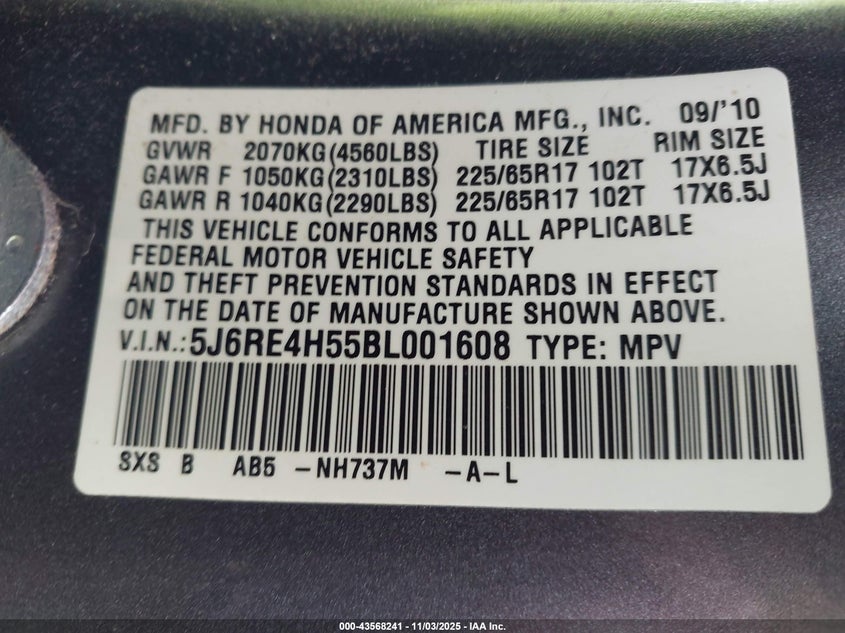 MFD. BY HONDA OF AMERICA MFG., INC. 09/'10
GVWR 2070KG(4560LBS) TIRE SIZE RIM SIZE
GAWR F 1050KG(2310LBS) 225/65R17 102T 17X6.5J
GAWR R 1040KG(2290LBS) 225/65R17 102T 17X6.5J
THIS VEHICLE CONFORMS TO ALL APPLICABLE
FEDERAL MOTOR VEHICLE SAFETY
AND THEFT PREVENTION STANDARDS IN EFFECT
ON THE DATE OF MANUFACTURE SHOWN ABOVE.
V.I.N.:5J6RE4H55BL001608 TYPE: MPV
SXS B AB5 -NH737M -A-L
000-43568241 - 11/03/2025 - IAA Inc.